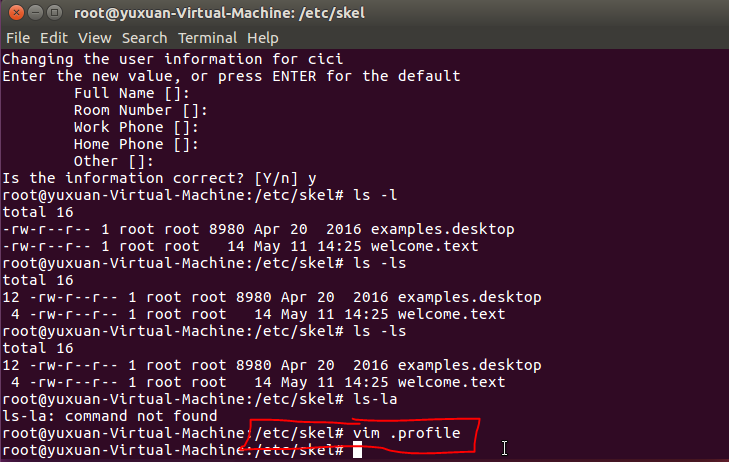 root@yuxuan-Virtual-Machine: /etc/skel
File Edit View Search Terminal Help
Changing the user information for cici
Enter the new value, or press ENTER for the default
        Full Name []:
        Room Number []:
        Work Phone []:
        Home Phone []:
        Other []:
Is the information correct? [Y/n] y
root@yuxuan-Virtual-Machine:/etc/skel# ls -l
total 16
-rw-r--r-- 1 root root 8980 Apr 20  2016 examples.desktop
-rw-r--r-- 1 root root   14 May 11 14:25 welcome.text
root@yuxuan-Virtual-Machine:/etc/skel# ls -ls
total 16
12 -rw-r--r-- 1 root root 8980 Apr 20  2016 examples.desktop
 4 -rw-r--r-- 1 root root   14 May 11 14:25 welcome.text
root@yuxuan-Virtual-Machine:/etc/skel# ls -ls
total 16
12 -rw-r--r-- 1 root root 8980 Apr 20  2016 examples.desktop
 4 -rw-r--r-- 1 root root   14 May 11 14:25 welcome.text
root@yuxuan-Virtual-Machine:/etc/skel# ls-la
ls-la: command not found
root@yuxuan-Virtual-Machine:/etc/skel# vim .profile
root@yuxuan-Virtual-Machine:/etc/skel#